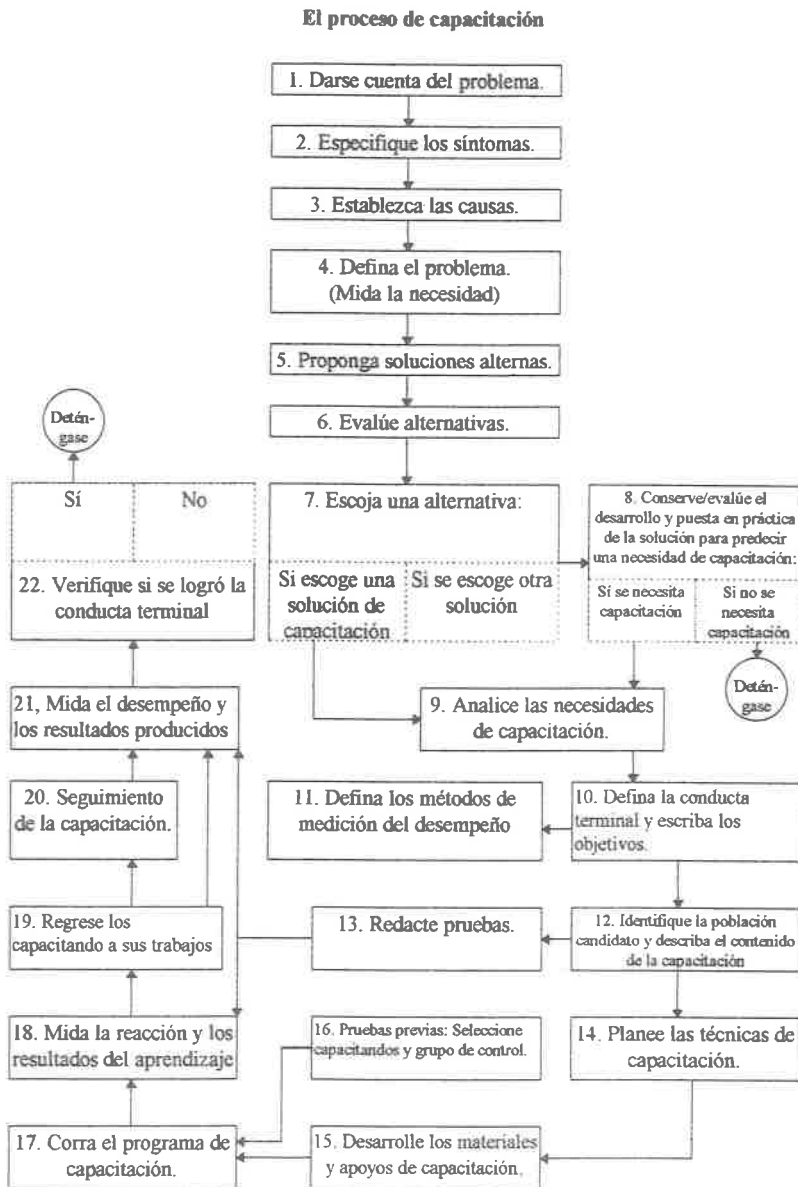 El proceso de capacitación
1. Darse cuenta del problema.
2. Especifique los síntomas.
3. Establezca las causas.
4. Defina el problema.
(Mida la necesidad)
5. Proponga soluciones alternas.
6. Evalúe alternativas.
7. Escoja una alternativa:
Si escoge una
solución de
capacitación
Si se escoge otra
solución
8. Conserve/evalúe el
desarrollo y puesta en práctica
de la solución para predecir
una necesidad de capacitación:
Sí se necesita
capacitación
Si no se
necesita
capacitación
Detén-
gase
9. Analice las necesidades
de capacitación.
10. Defina la conducta
terminal y escriba los
objetivos.
11. Defina los métodos de
medición del desempeño
12. Identifique la población
candidato y describa el contenido
de la capacitación
13. Redacte pruebas.
14. Planee las técnicas de
capacitación.
15. Desarrolle los materiales
y apoyos de capacitación.
16. Pruebas previas: Seleccione
capacitandos y grupo de control.
17. Corra el programa de
capacitación.
18. Mida la reacción y los
resultados del aprendizaje
19. Regrese los
capacitando a sus trabajos
20. Seguimiento
de la capacitación.
21, Mida el desempeño y
los resultados producidos
22. Verifique si se logró la
conducta terminal
Sí
No
Detén-
gase